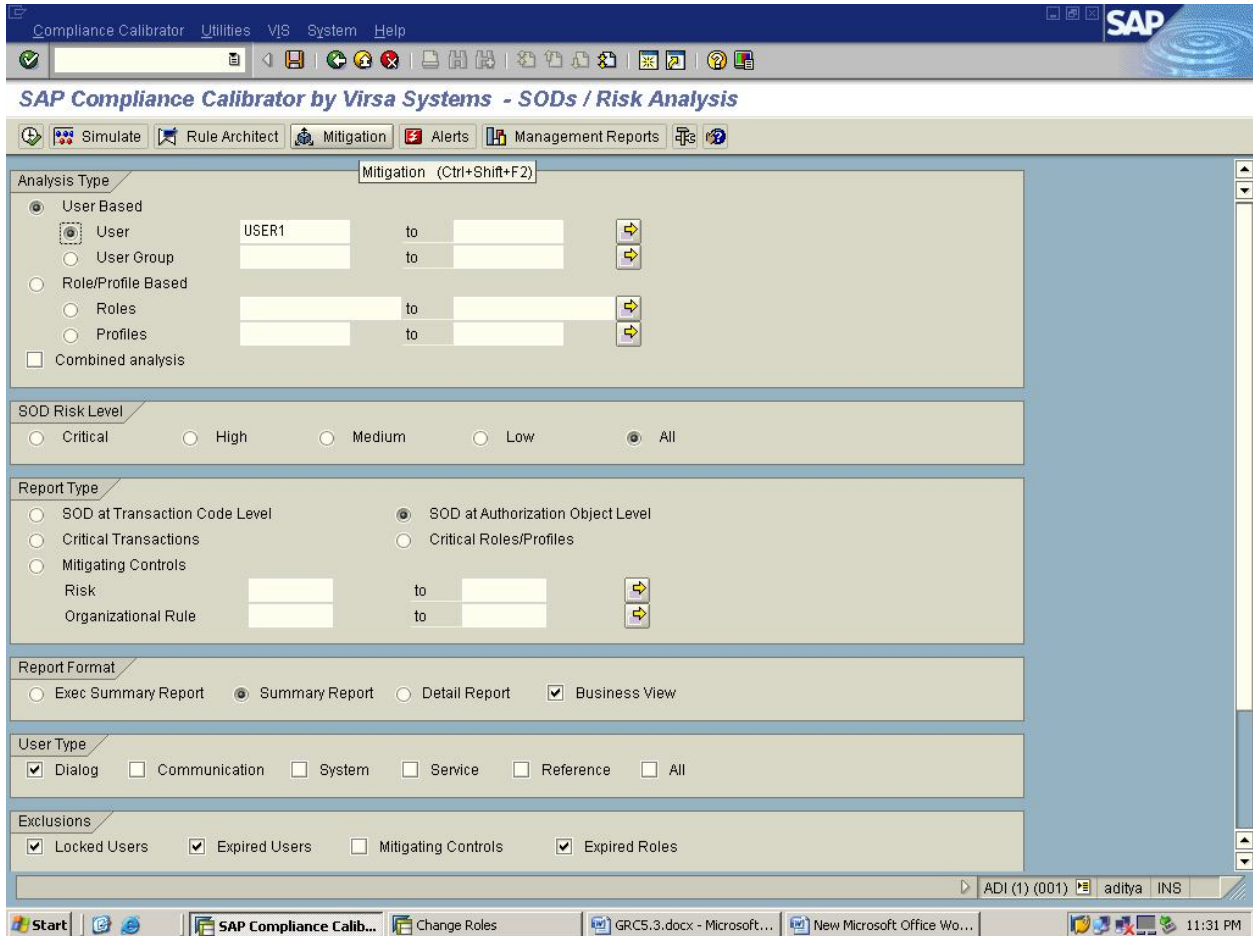 Compliance Calibrator Utilities VIS System Help
SAP
SAP Compliance Calibrator by Virsa Systems - SODs / Risk Analysis
Simulate Rule Architect Mitigation Alerts Management Reports
Mitigation (Ctrl+Shift+F2)
Analysis Type
User Based
User USER1 to
User Group to
Role/Profile Based
Roles to
Profiles to
Combined analysis
SOD Risk Level
Critical High Medium Low All
Report Type
SOD at Transaction Code Level SOD at Authorization Object Level
Critical Transactions Critical Roles/Profiles
Mitigating Controls
Risk to
Organizational Rule to
Report Format
Exec Summary Report Summary Report Detail Report Business View
User Type
Dialog Communication System Service Reference All
Exclusions
Locked Users Expired Users Mitigating Controls Expired Roles
ADI (1) (001) aditya INS
Start SAP Compliance Calib... Change Roles GRC5.3.docx - Microsoft... New Microsoft Office Wo... 11:31 PM